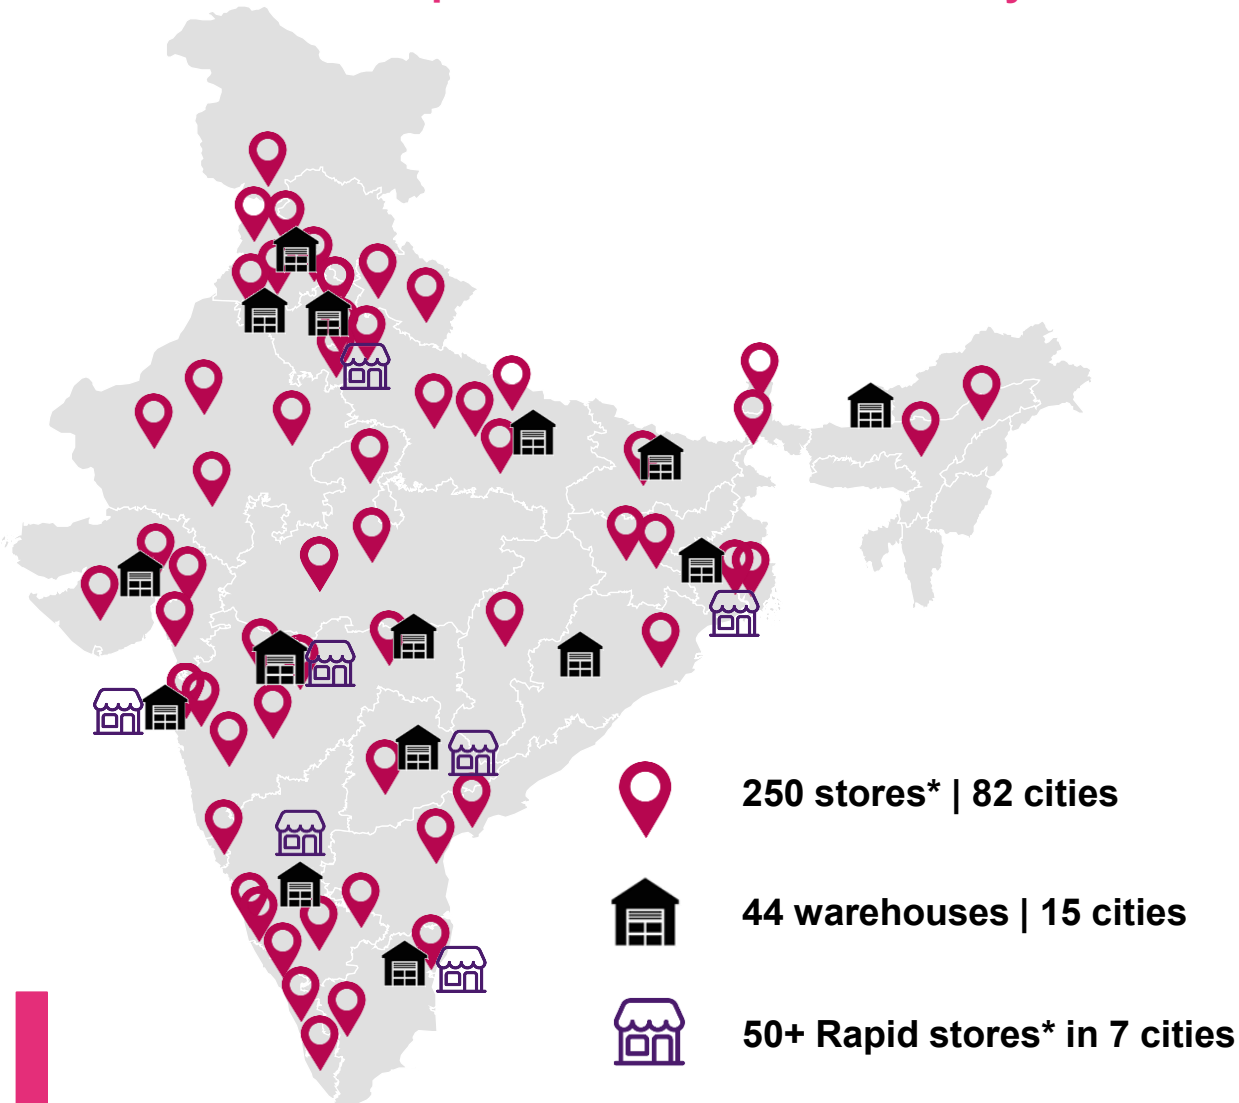 250 stores* | 82 cities
44 warehouses | 15 cities
50+ Rapid stores* in 7 cities